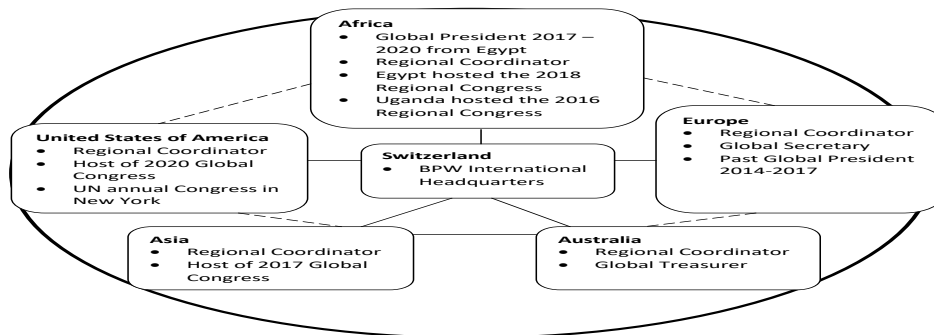 Africa
• Global President 2017 –
2020 from Egypt
• Regional Coordinator
• Egypt hosted the 2018
Regional Congress
• Uganda hosted the 2016
Regional Congress
United States of America
• Regional Coordinator
• Host of 2020 Global
Congress
• UN annual Congress in
New York
Switzerland
• BPW International
Headquarters
Europe
• Regional Coordinator
• Global Secretary
• Past Global President
2014-2017
Asia
• Regional Coordinator
• Host of 2017 Global
Congress
Australia
• Regional Coordinator
• Global Treasurer